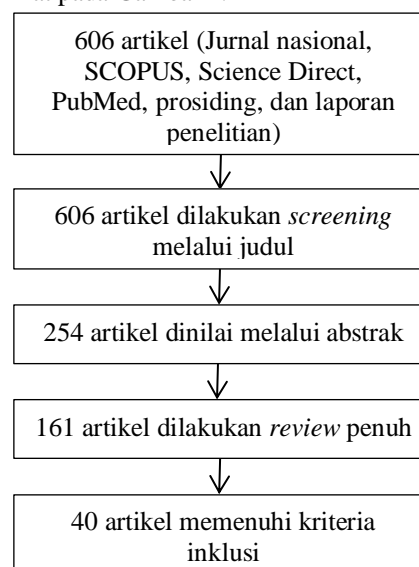 606 artikel (Jurnal nasional,
SCOPUS, Science Direct,
PubMed, prosiding, dan laporan
penelitian)
606 artikel dilakukan screening
melalui judul
254 artikel dinilai melalui abstrak
161 artikel dilakukan review penuh
40 artikel memenuhi kriteria
inklusi